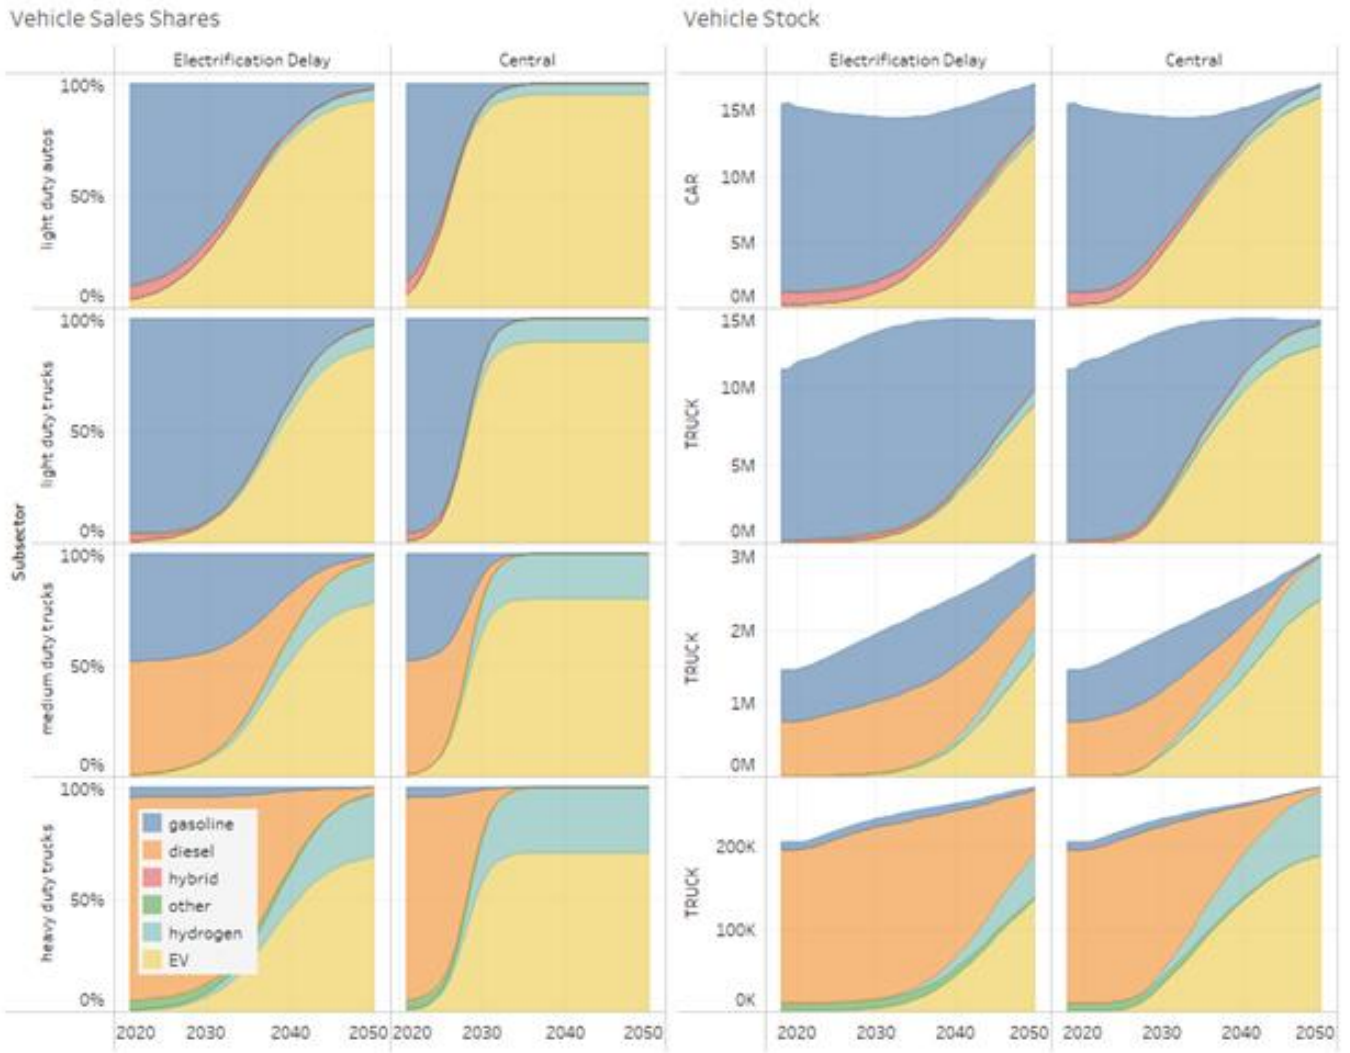 Vehicle Sales Shares
Vehicle Stock
Electrification Delay
Central
Electrification Delay
Central
Subsector
light duty autos
100%
50%
0%
CAR
15M
10M
5M
0M
light duty trucks
100%
50%
0%
TRUCK
15M
10M
5M
0M
medium duty trucks
100%
50%
0%
TRUCK
3M
2M
1M
0M
heavy duty trucks
100%
50%
0%
gasoline
diesel
hybrid
other
hydrogen
EV
TRUCK
200K
100K
0K
2020 2030 2040 2050 2020 2030 2040 2050
2020 2030 2040 2050 2020 2030 2040 2050